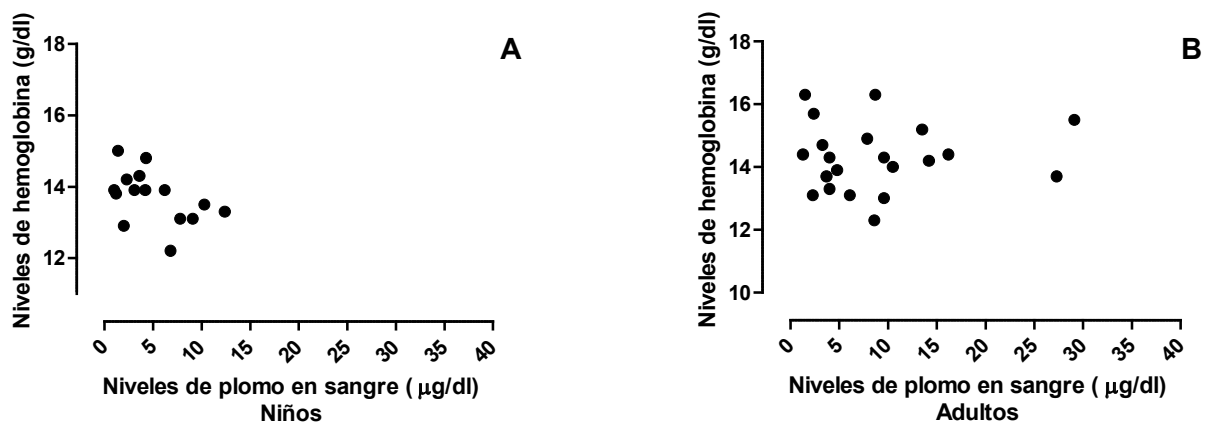 A
Niveles de hemoglobina (g/dl)
18
16
14
12
0 5 10 15 20 25 30 35 40
Niveles de plomo en sangre ( µg/dl)
Niños
B
Niveles de hemoglobina (g/dl)
18
16
14
12
10
0 5 10 15 20 25 30 35 40
Niveles de plomo en sangre ( µg/dl)
Adultos